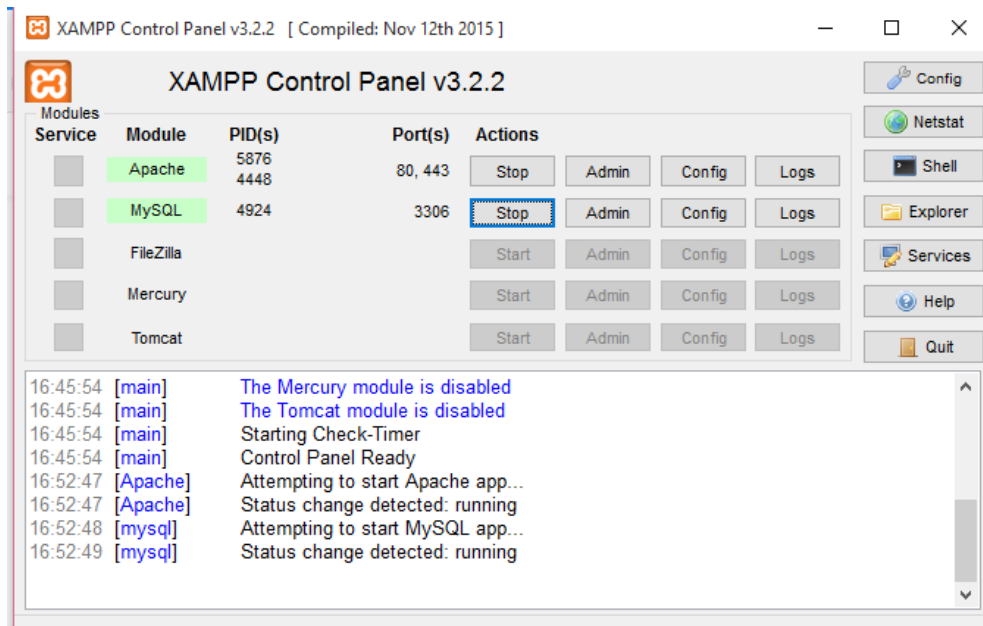 XAMPP Control Panel v3.2.2 [ Compiled: Nov 12th 2015 ]
XAMPP Control Panel v3.2.2
Config
Modules
Service Module PID(s) Port(s) Actions
Netstat
Apache 5876 4448 80, 443 Stop Admin Config Logs
Shell
MySQL 4924 3306 Stop Admin Config Logs
Explorer
FileZilla Start Admin Config Logs
Services
Mercury Start Admin Config Logs
Help
Tomcat Start Admin Config Logs
Quit
16:45:54 [main] The Mercury module is disabled
16:45:54 [main] The Tomcat module is disabled
16:45:54 [main] Starting Check-Timer
16:45:54 [main] Control Panel Ready
16:52:47 [Apache] Attempting to start Apache app...
16:52:47 [Apache] Status change detected: running
16:52:48 [mysql] Attempting to start MySQL app...
16:52:49 [mysql] Status change detected: running